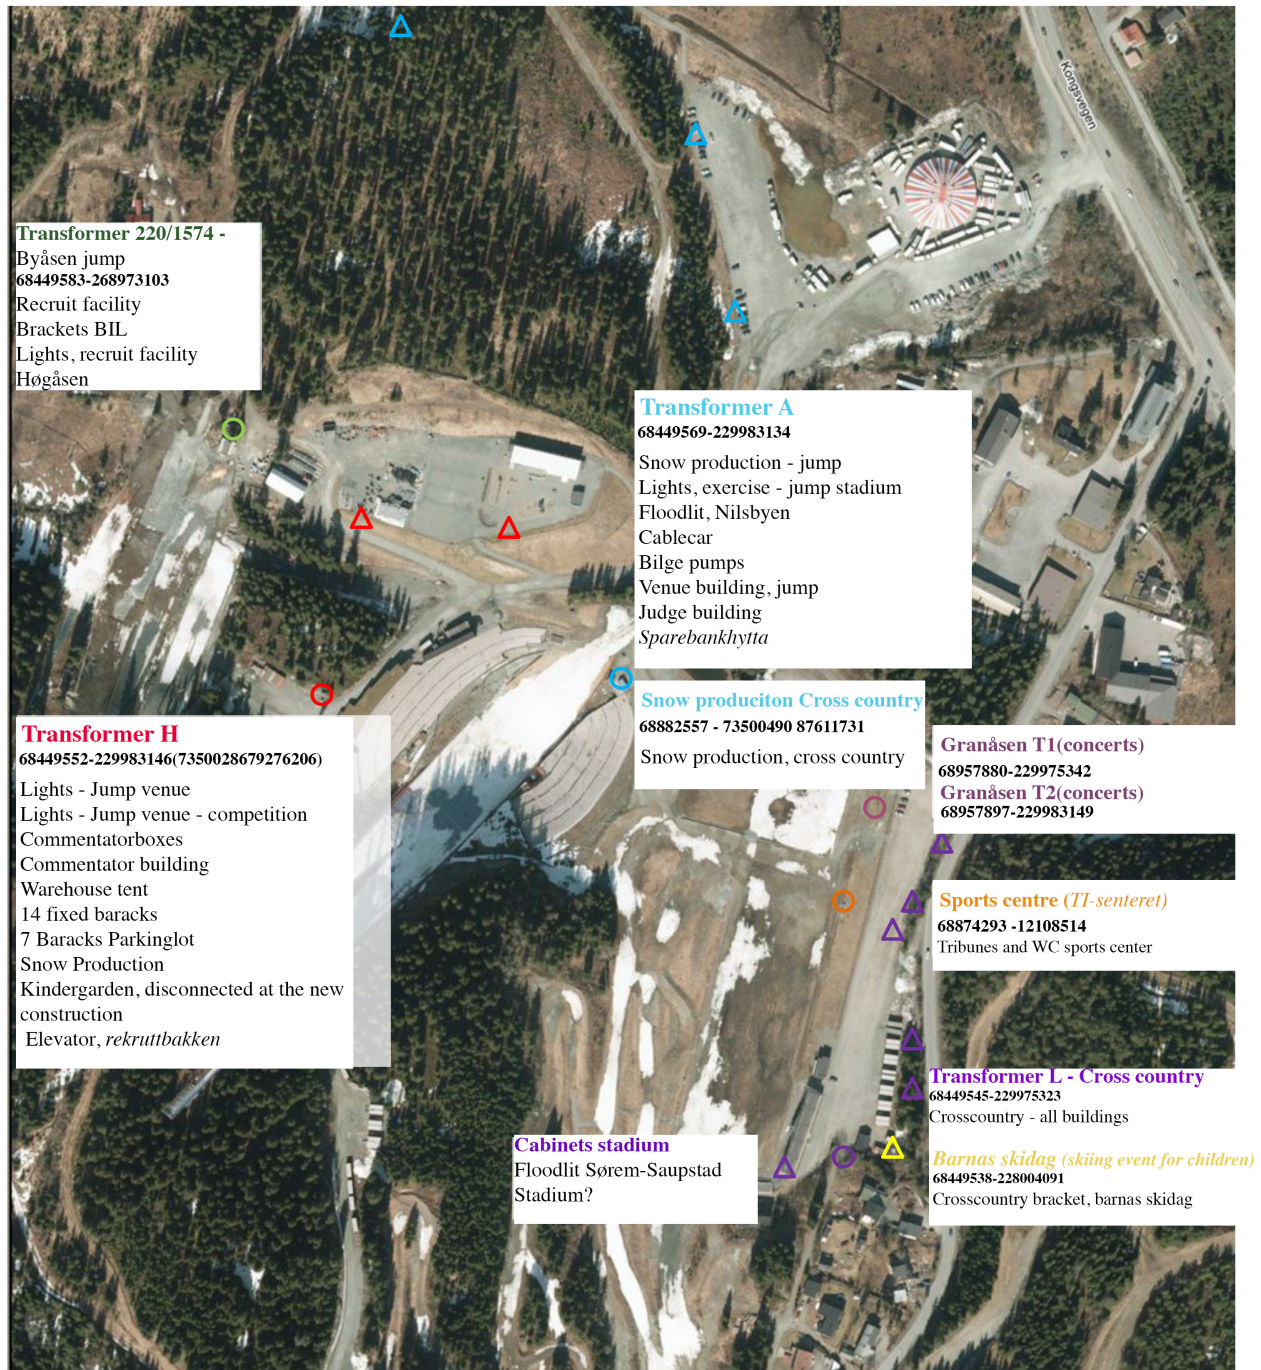 Kongsvegen
Transformer 220/1574 -
Byåsen jump
68449583-268973103
Recruit facility
Brackets BIL
Lights, recruit facility
Høgåsen
Transformer A
68449569-229983134
Snow production - jump
Lights, exercise - jump stadium
Floodlit, Nilsbyen
Cablecar
Bilge pumps
Venue building, jump
Judge building
Sparebankhytta
Snow produciton Cross country
68882557 - 73500490 87611731
Snow production, cross country
Transformer H
68449552-229983146(7350028679276206)
Lights - Jump venue
Lights - Jump venue - competition
Commentatorboxes
Commentator building
Warehouse tent
14 fixed baracks
7 Baracks Parkinglot
Snow Production
Kindergarden, disconnected at the new
construction
Elevator, rekruttbakken
Granåsen T1(concerts)
68957880-229975342
Granåsen T2(concerts)
68957897-229983149
Sports centre (TI-senteret)
68874293 -12108514
Tribunes and WC sports center
Transformer L - Cross country
68449545-229975323
Crosscountry - all buildings
Barnas skidag (skiing event for children)
68449538-228004091
Crosscountry bracket, barnas skidag
Cabinets stadium
Floodlit Sørem-Saupstad
Stadium?